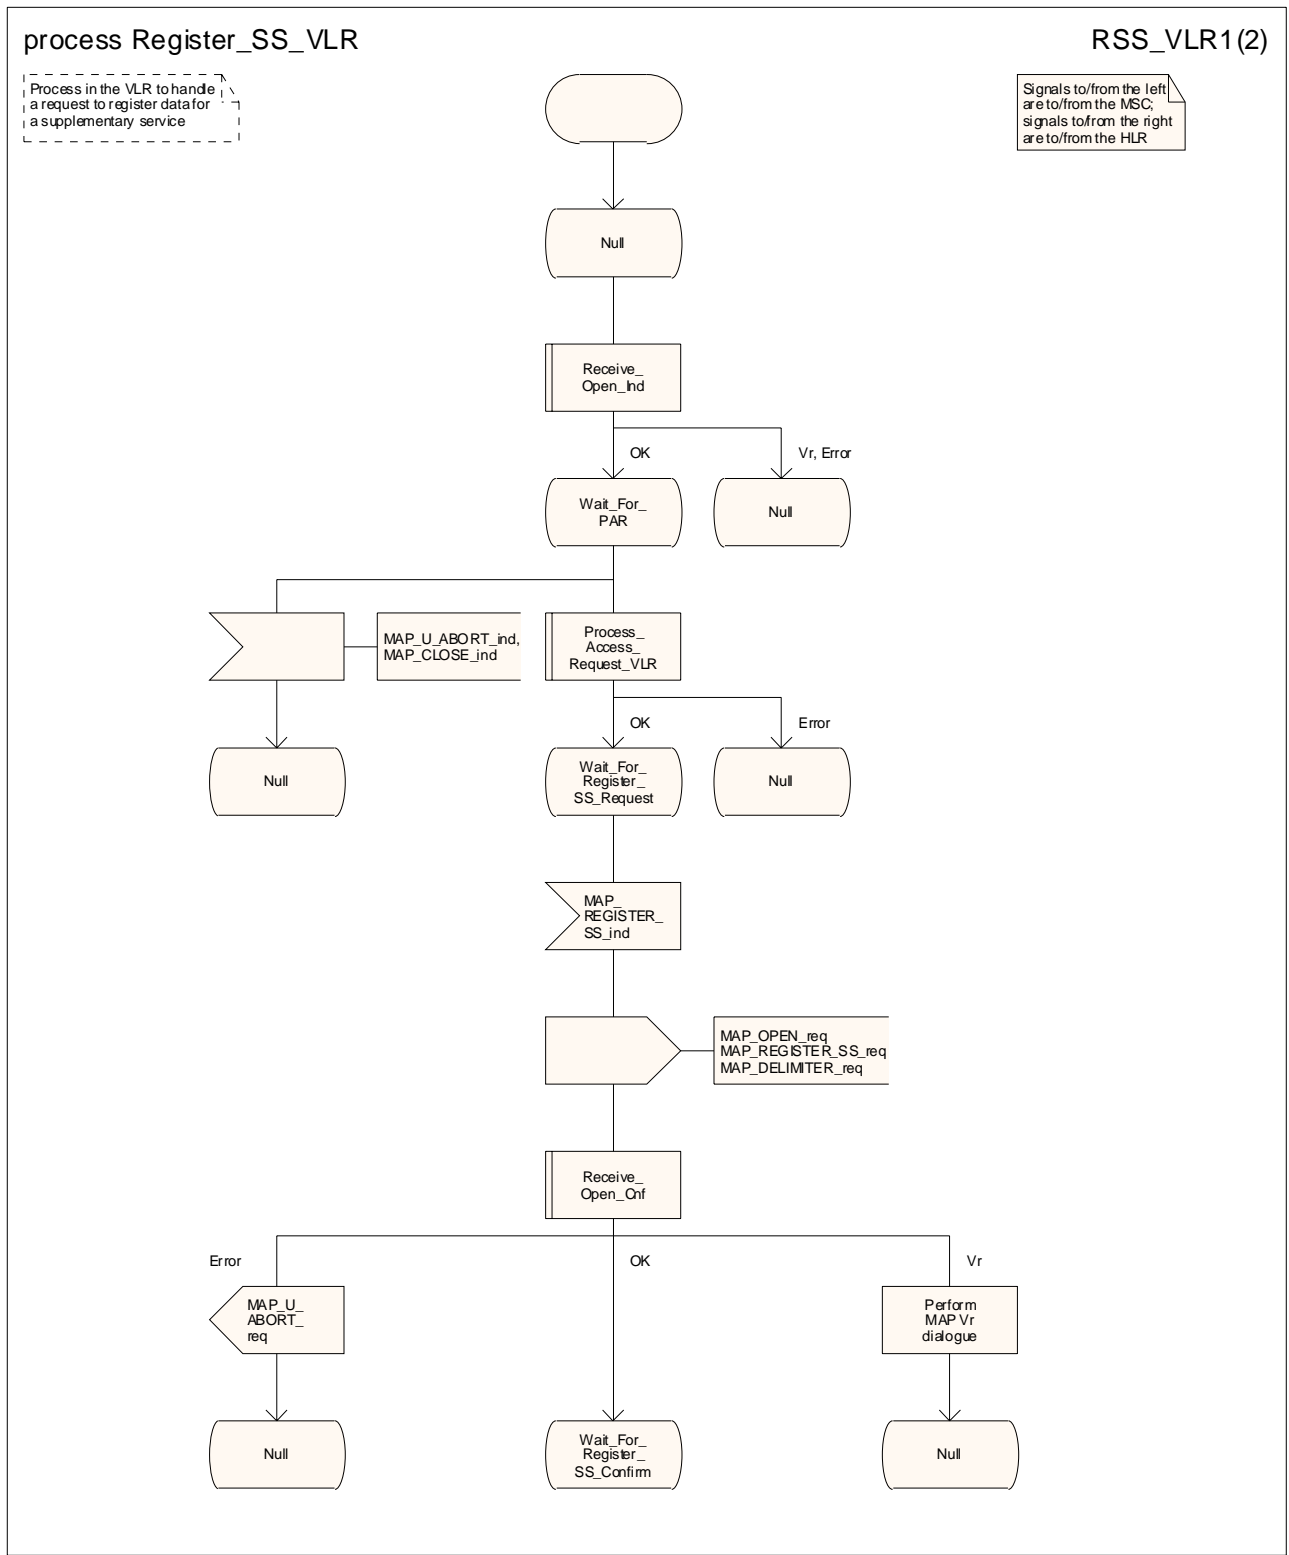 process Register_SS_VLR
RSS_VLR1(2)
Process in the VLR to handle
a request to register data for
a supplementary service
Signals to/from the left
are to/from the MSC;
signals to/from the right
are to/from the HLR
Null
Receive_
Open_Ind
OK
Vr, Error
Wait_For_
PAR
Null
MAP_U_ABORT_ind,
MAP_CLOSE_ind
Process_
Access_
Request_VLR
OK
Error
Null
Wait_For_
Register_
SS_Request
Null
MAP_
REGISTER_
SS_ind
MAP_OPEN_req
MAP_REGISTER_SS_req
MAP_DELIMITER_req
Receive_
Open_Cnf
Error
OK
Vr
MAP_U_
ABORT_
req
Perform
MAP Vr
dialogue
Null
Wait_For_
Register_
SS_Confirm
Null